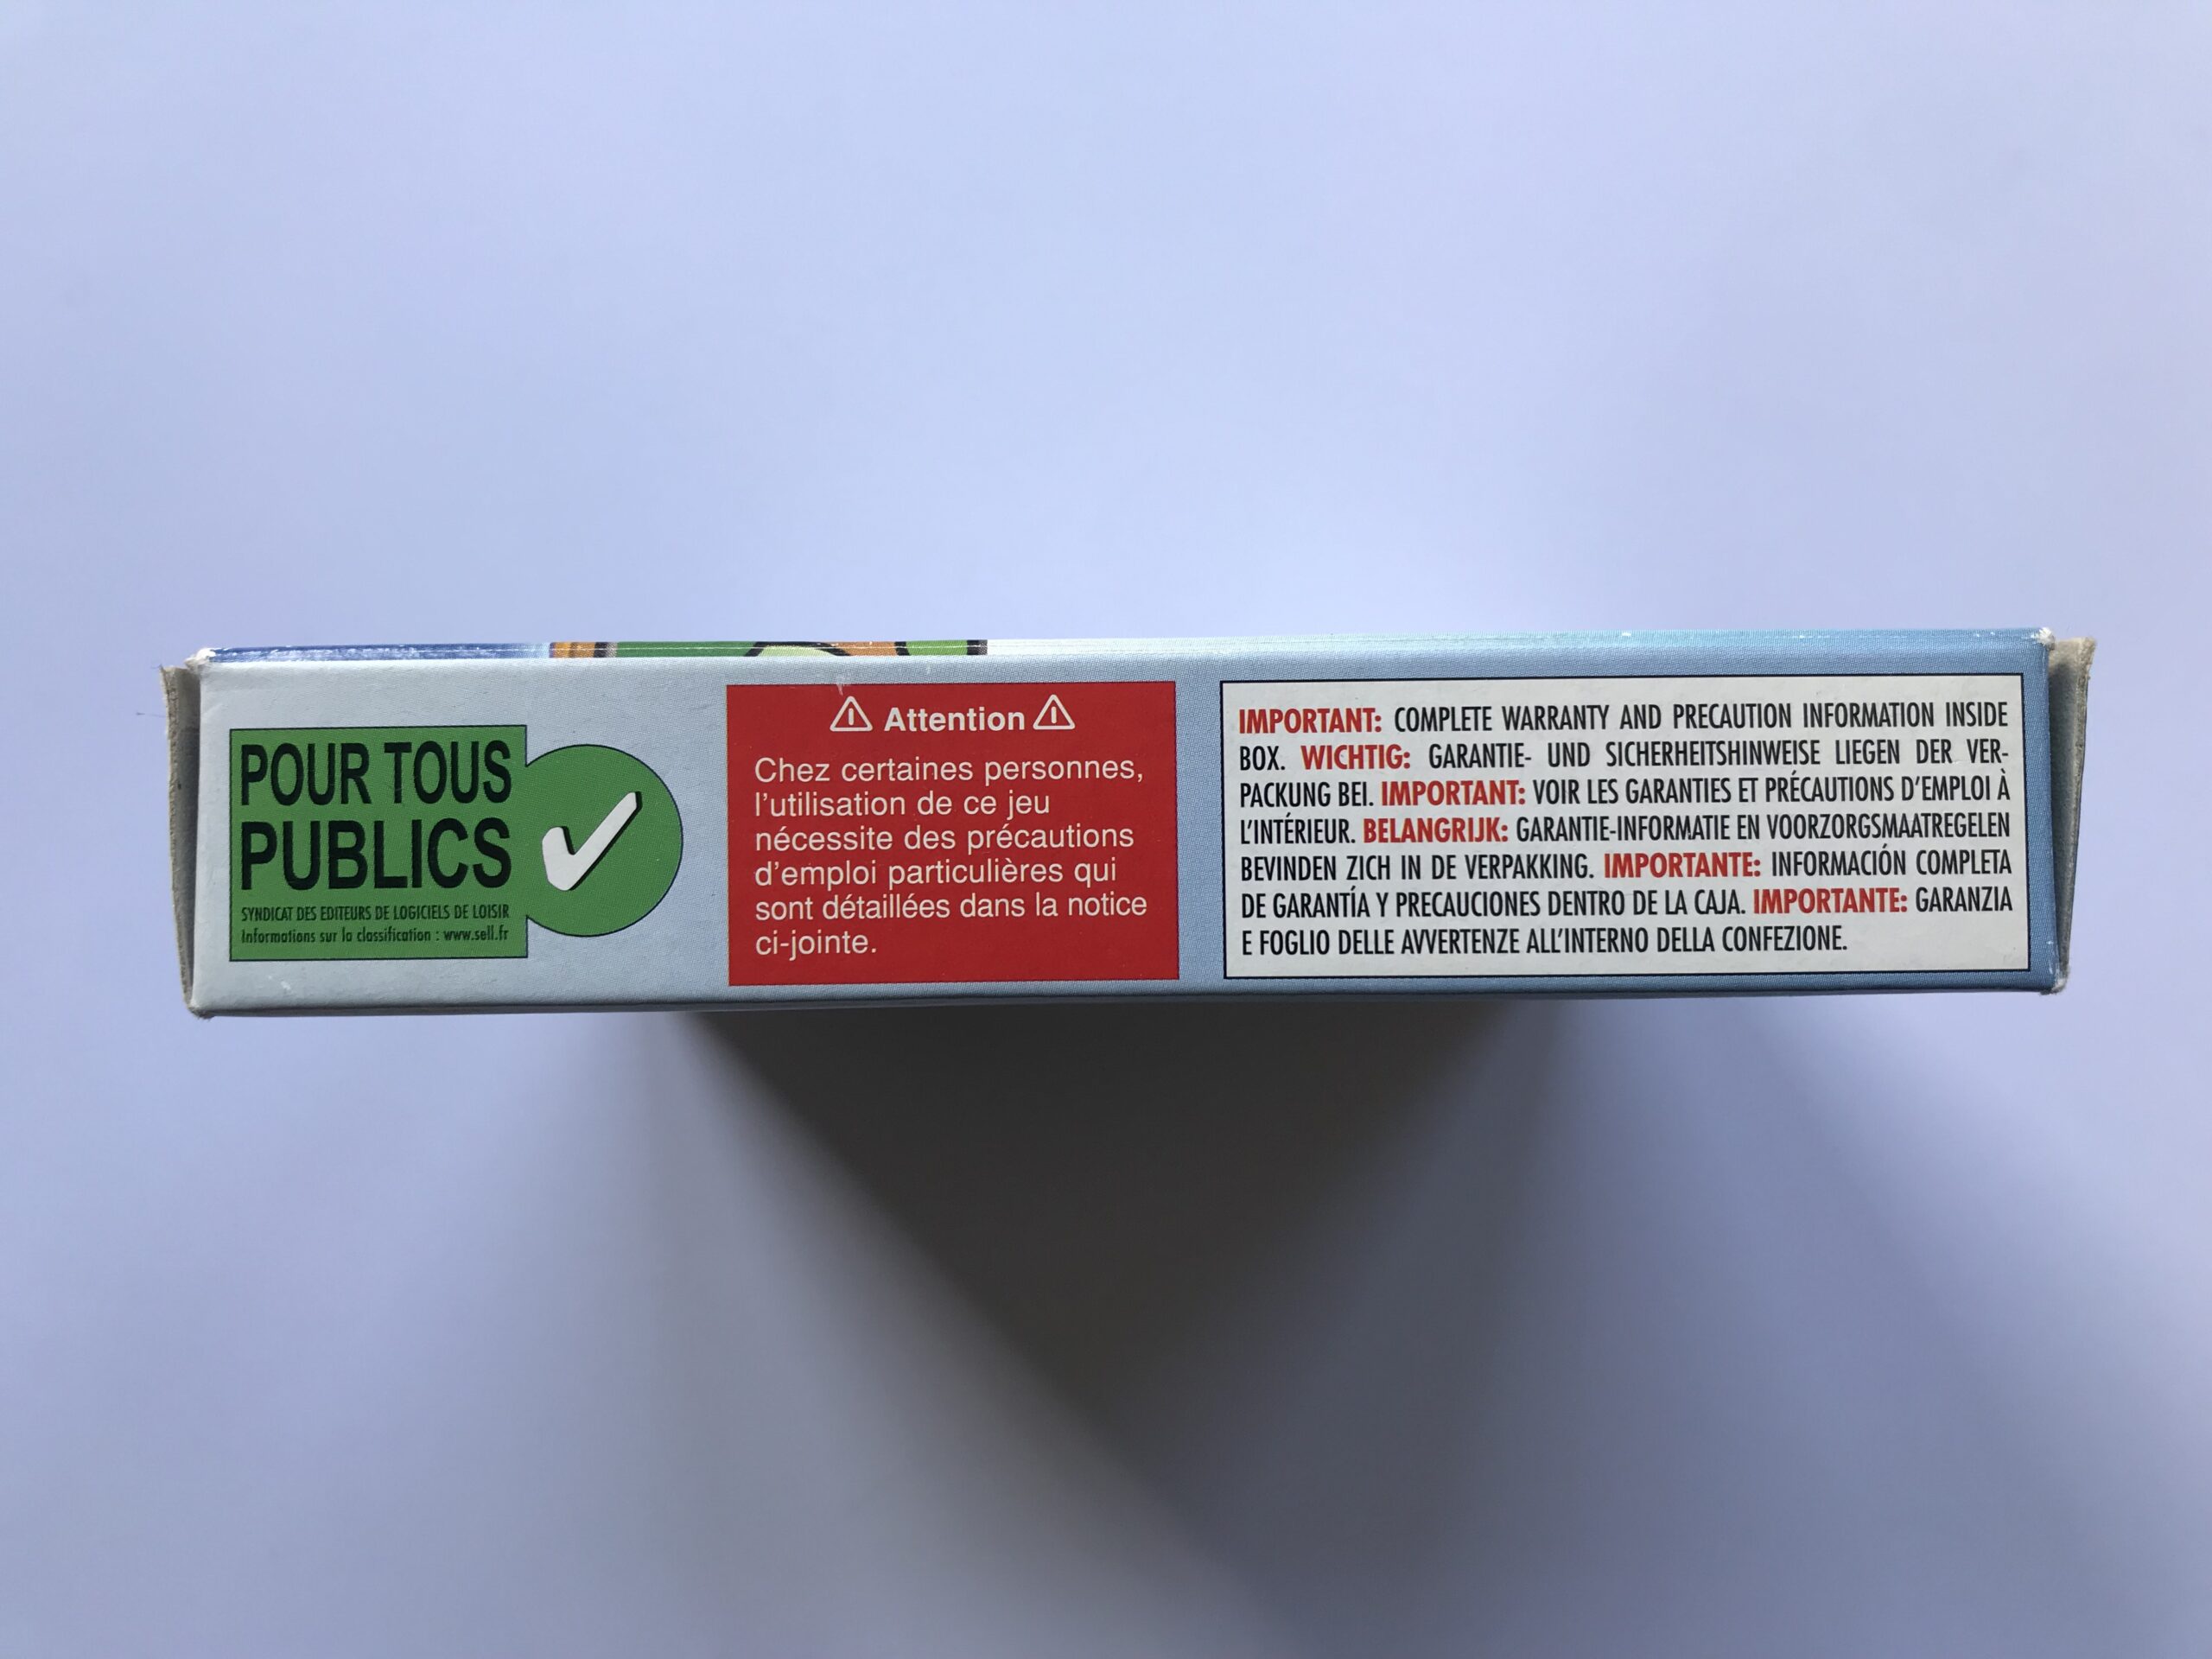 POUR TOUS
PUBLICS
SYNDICAT DES EDITEURS DE LOGICIELS DE LOISIR
Informations sur la classification : www.sell.fr
Attention
Chez certaines personnes,
l'utilisation de ce jeu
nécessite des précautions
d'emploi particulières qui
sont détaillées dans la notice
ci-jointe.
IMPORTANT: COMPLETE WARRANTY AND PRECAUTION INFORMATION INSIDE
BOX. WICHTIG: GARANTIE- UND SICHERHEITSHINWEISE LIEGEN DER VER-
PACKUNG BEI. IMPORTANT: VOIR LES GARANTIES ET PRÉCAUTIONS D'EMPLOI À
L'INTÉRIEUR. BELANGRIJK: GARANTIE-INFORMATIE EN VOORZORGSMAATREGELEN
BEVINDEN ZICH IN DE VERPAKKING. IMPORTANTE: INFORMACIÓN COMPLETA
DE GARANTÍA Y PRECAUCIONES DENTRO DE LA CAJA. IMPORTANTE: GARANZIA
E FOGLIO DELLE AVVERTENZE ALL'INTERNO DELLA CONFEZIONE.